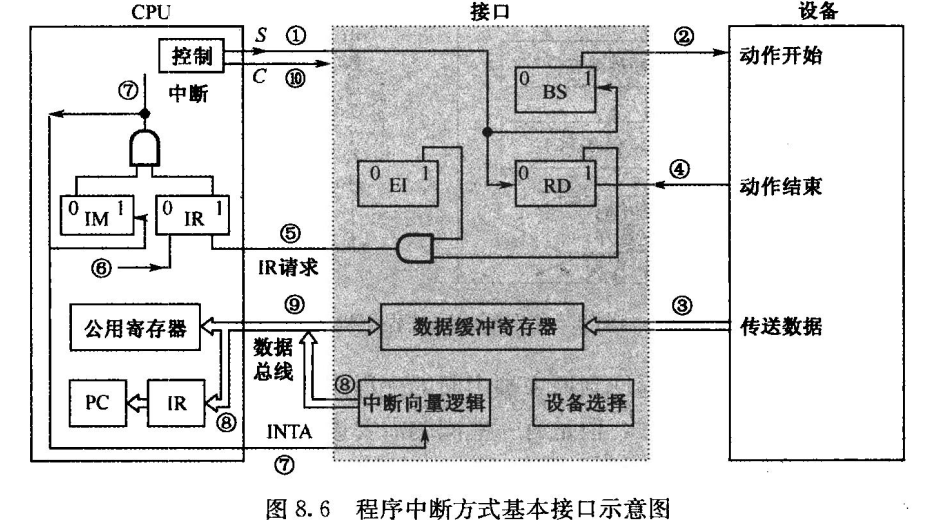 CPU
接口
设备
控制
S
①
C
⑩
中断
⑦
0 1
BS
②
动作开始
0 1
EI
0 1
RD
④
动作结束
0 1
IM
0 1
IR
⑤
IR请求
⑥
公用寄存器
⑨
数据
总线
数据缓冲寄存器
③
传送数据
PC
IR
⑧
⑧
中断向量逻辑
设备选择
INTA
⑦
图 8.6 程序中断方式基本接口示意图